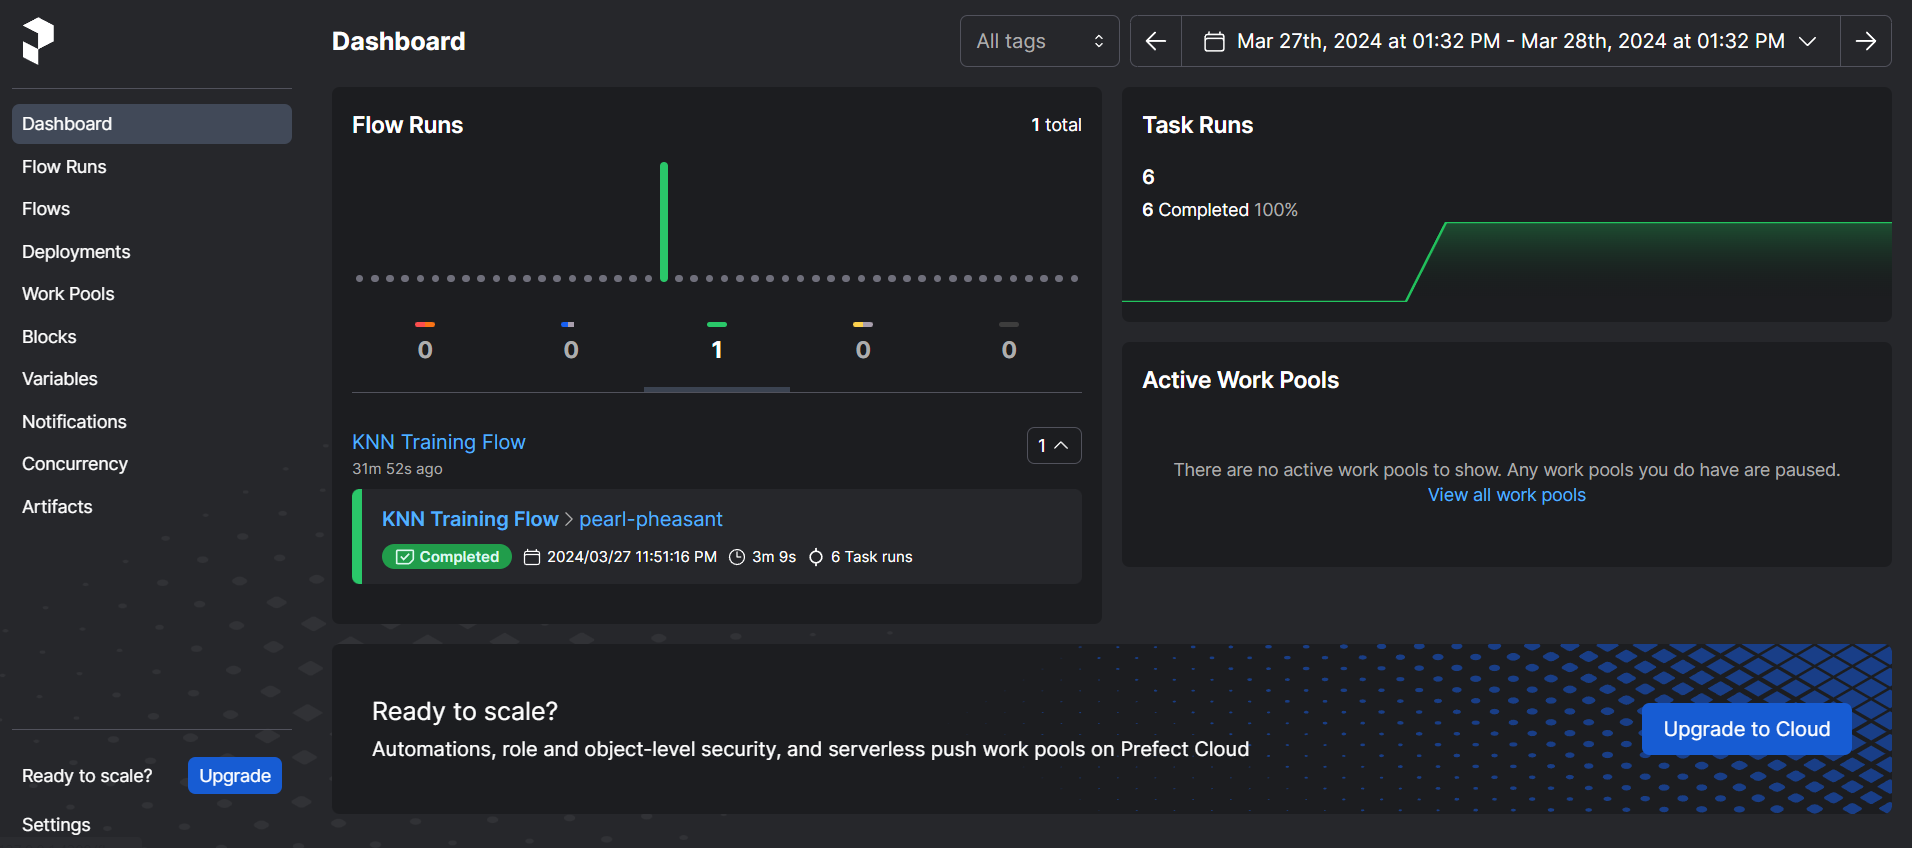 Dashboard
All tags
Mar 27th, 2024 at 01:32 PM - Mar 28th, 2024 at 01:32 PM
Dashboard
Flow Runs
Flows
Deployments
Work Pools
Blocks
Variables
Notifications
Concurrency
Artifacts
Ready to scale?
Upgrade
Settings
Flow Runs
1 total
0
0
1
0
0
KNN Training Flow
31m 52s ago
1
KNN Training Flow
pearl-pheasant
Completed
2024/03/27 11:51:16 PM
3m 9s
6 Task runs
Task Runs
6
6 Completed 100%
Active Work Pools
There are no active work pools to show. Any work pools you do have are paused.
View all work pools
Ready to scale?
Automations, role and object-level security, and serverless push work pools on Prefect Cloud
Upgrade to Cloud